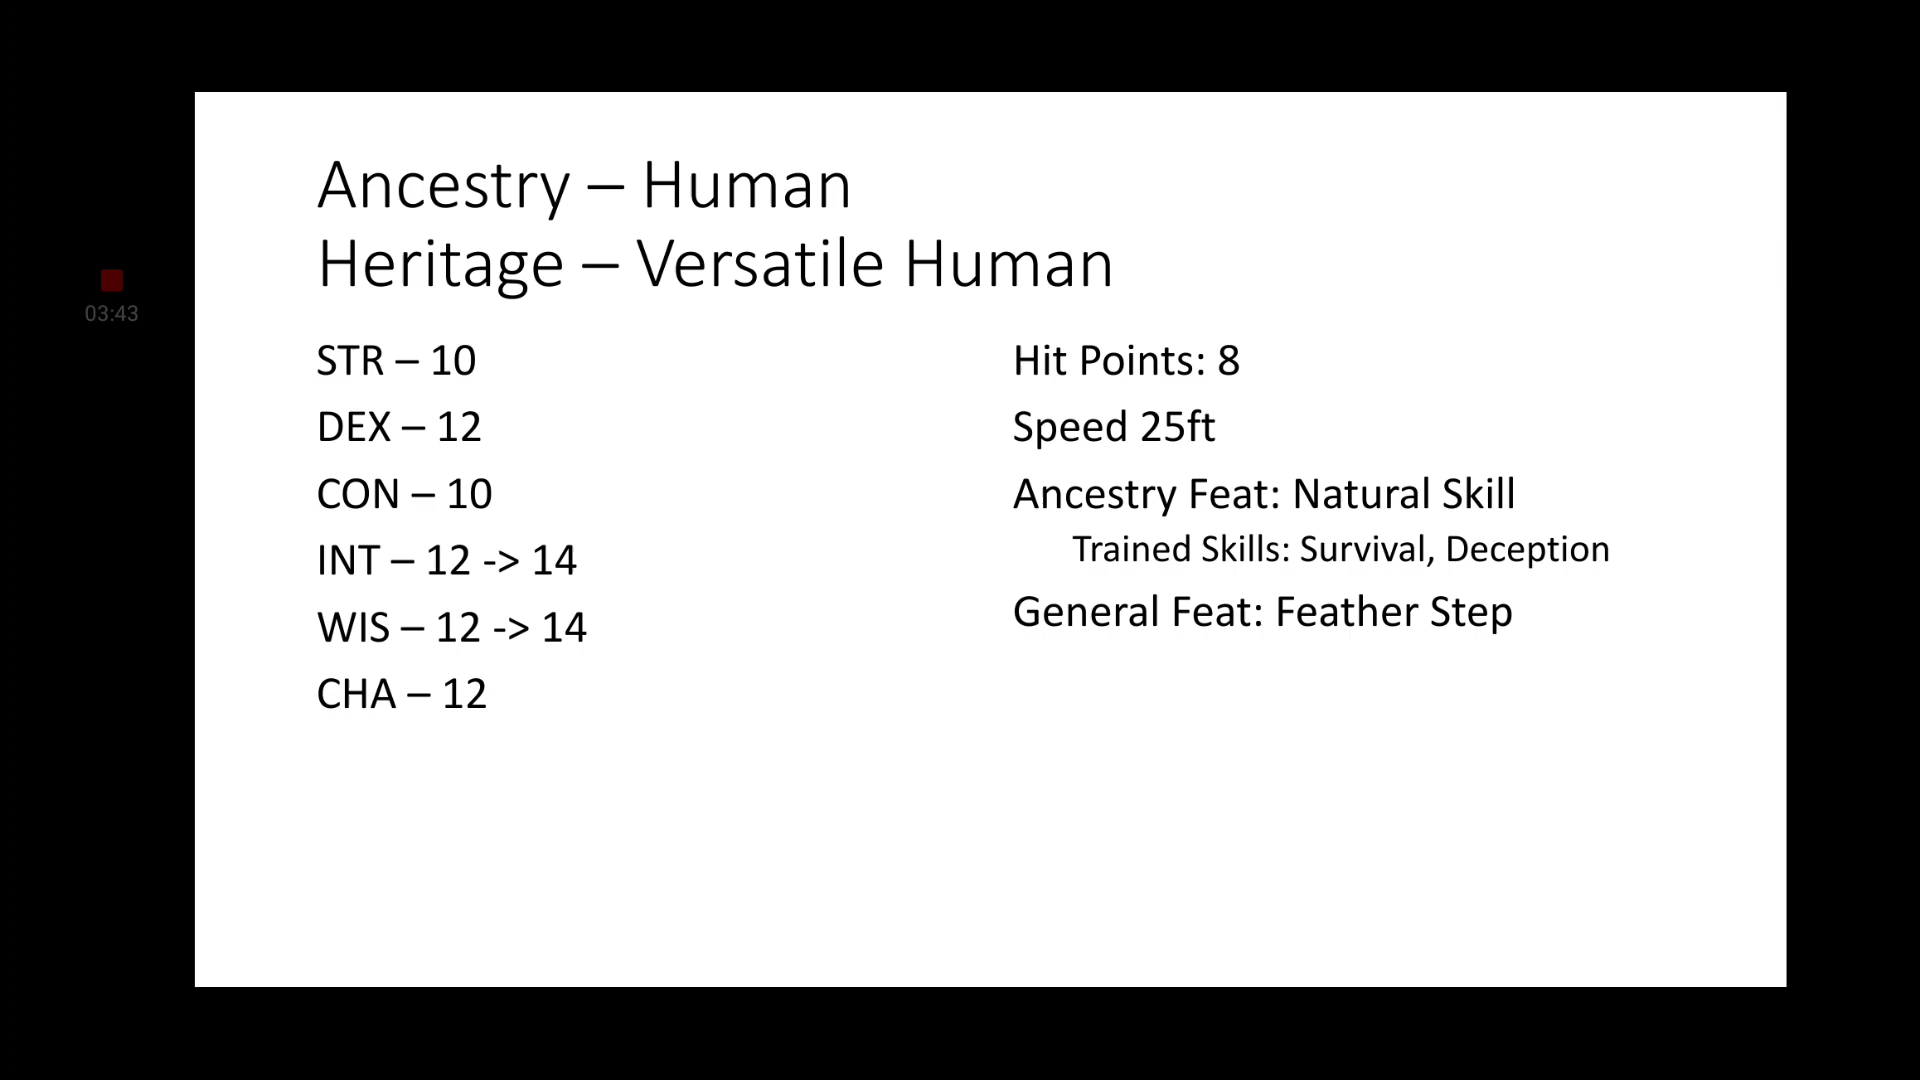 Ancestry – Human
Heritage – Versatile Human
03:43
STR – 10
DEX – 12
CON – 10
INT – 12 -> 14
WIS – 12 -> 14
CHA – 12
Hit Points: 8
Speed 25ft
Ancestry Feat: Natural Skill
Trained Skills: Survival, Deception
General Feat: Feather Step